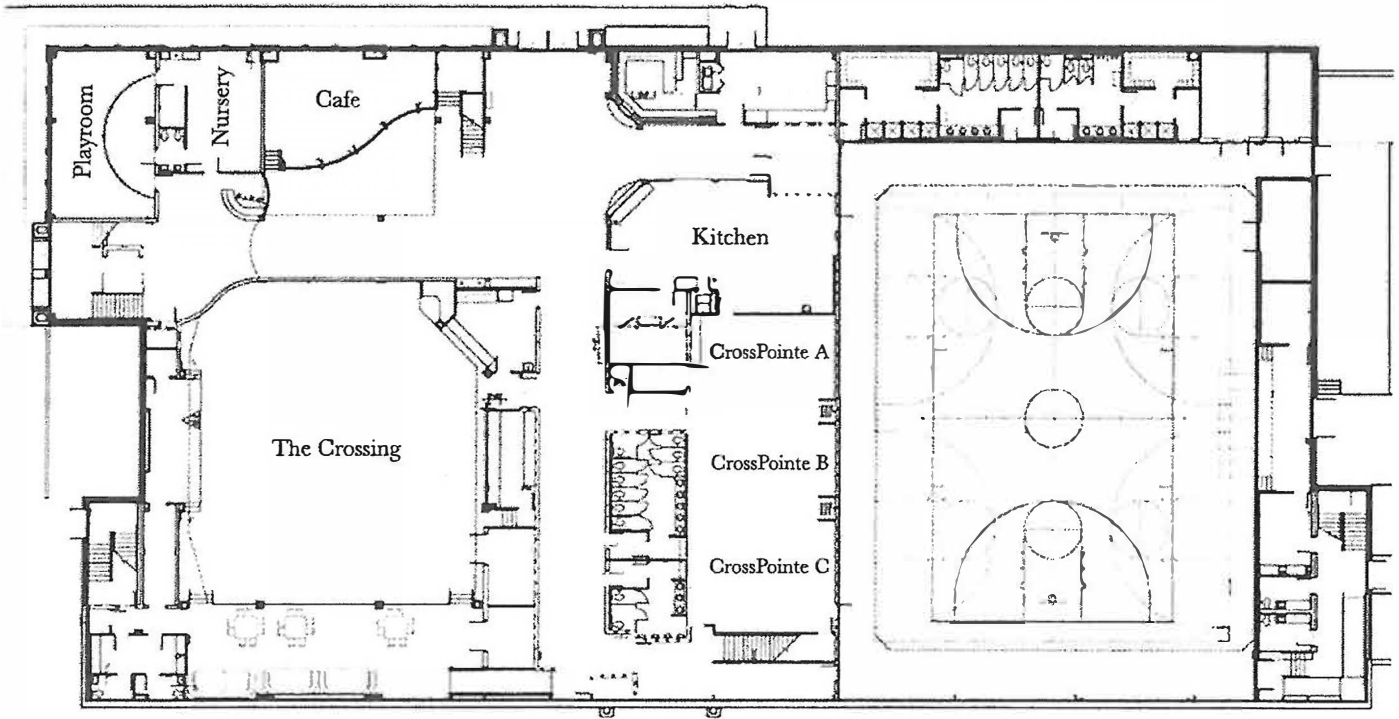 Playroom
Nursery
Cafe
Kitchen
CrossPointe A
The Crossing
CrossPointe B
CrossPointe C